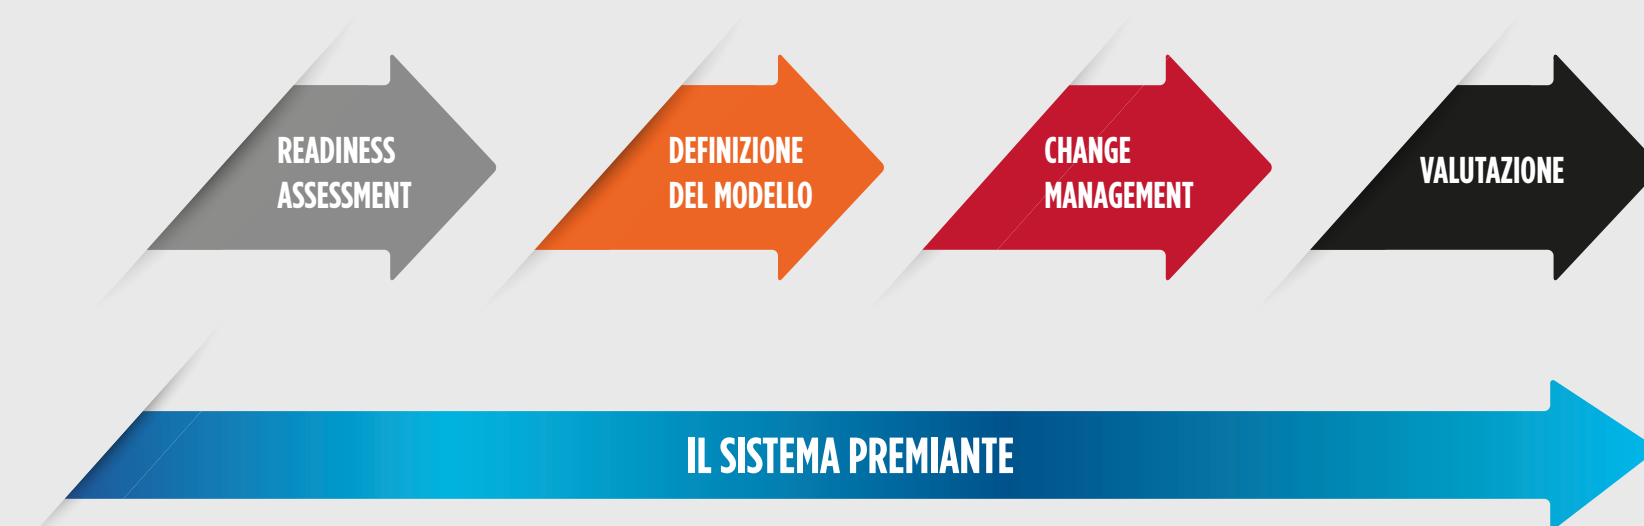 READINESS
ASSESSMENT
DEFINIZIONE
DEL MODELLO
CHANGE
MANAGEMENT
VALUTAZIONE
IL SISTEMA PREMIANTE